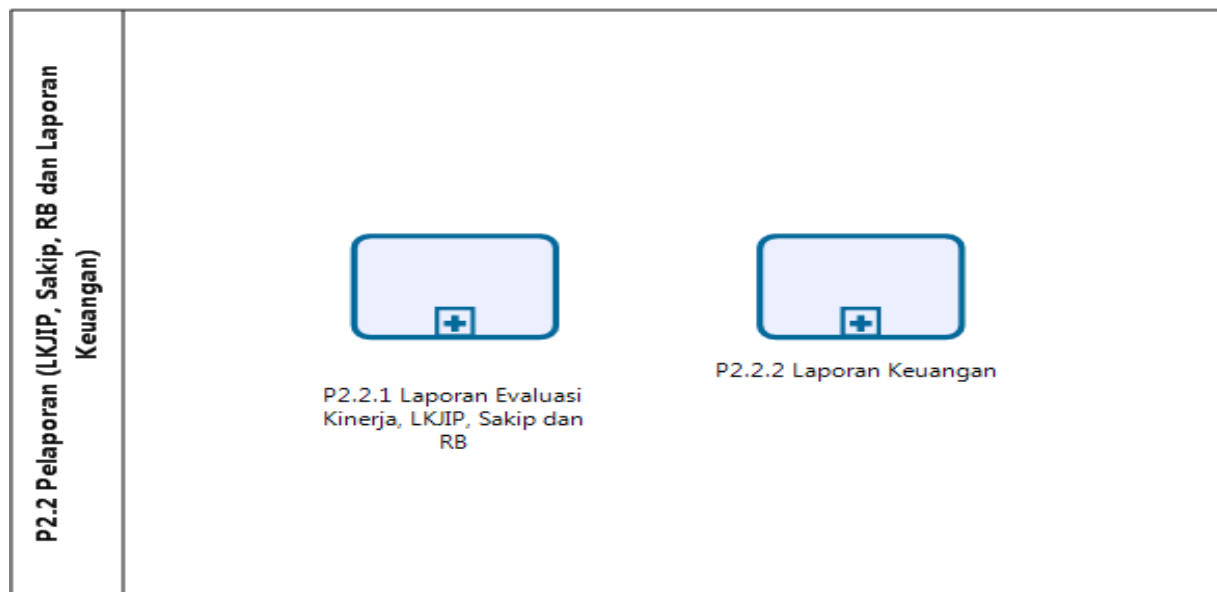 P2.2 Pelaporan (LKJIP, Sakip, RB dan Laporan
Keuangan)
P2.2.1 Laporan Evaluasi
Kinerja, LKJIP, Sakip dan
RB
P2.2.2 Laporan Keuangan